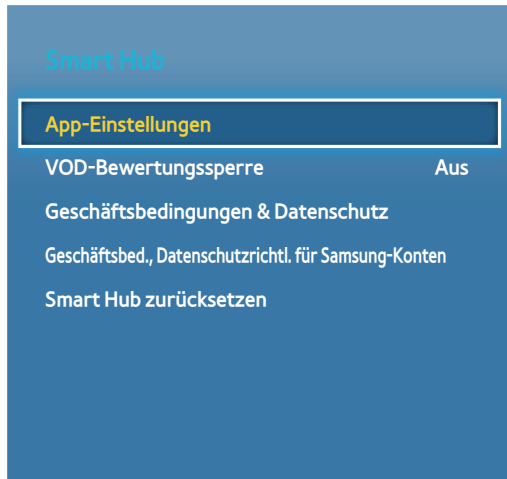 Smart Hub
App-Einstellungen
VOD-Bewertungssperre Aus
Geschäftsbedingungen & Datenschutz
Geschäftsbed., Datenschutzrichtl. für Samsung-Konten
Smart Hub zurücksetzen